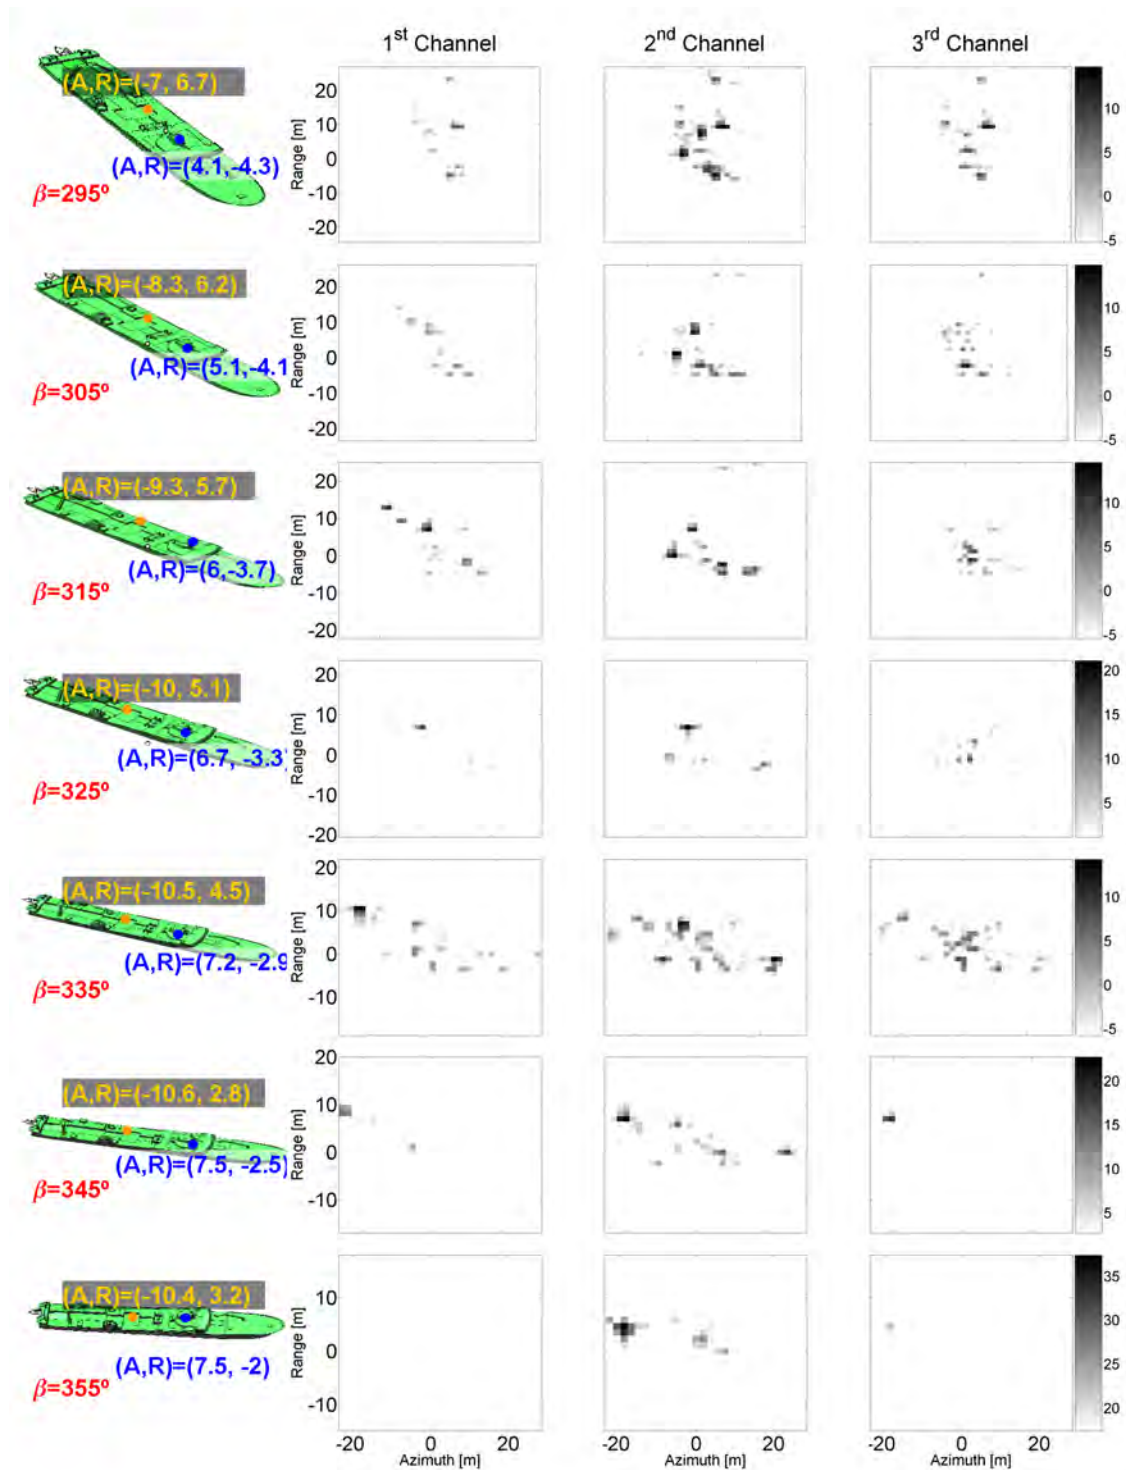 1st Channel
2nd Channel
3rd Channel
(A,R)=(-7, 6.7)
(A,R)=(4.1,-4.3)
β=295º
Range [m]
20
10
0
-10
-20
Range [m]
10
5
0
-5
(A,R)=(-8.3, 6.2)
(A,R)=(5.1,-4.1
β=305º
Range [m]
20
10
0
-10
-20
10
5
0
-5
(A,R)=(-9.3, 5.7)
(A,R)=(6,-3.7)
β=315º
Range [m]
20
10
0
-10
-20
10
5
0
-5
(A,R)=(-10, 5.1)
(A,R)=(6.7, -3.3)
β=325º
Range [m]
20
10
0
-10
-20
20
15
10
5
(A,R)=(-10.5, 4.5)
(A,R)=(7.2, -2.9
β=335º
Range [m]
20
10
0
-10
10
5
0
-5
(A,R)=(-10.6, 2.8)
(A,R)=(7.5, -2.5)
β=345º
Range [m]
20
10
0
-10
20
15
10
5
(A,R)=(-10.4, 3.2)
(A,R)=(7.5, -2)
β=355º
Range [m]
10
0
-10
35
30
25
20
-20 0 20
Azimuth [m]
-20 0 20
Azimuth [m]
-20 0 20
Azimuth [m]